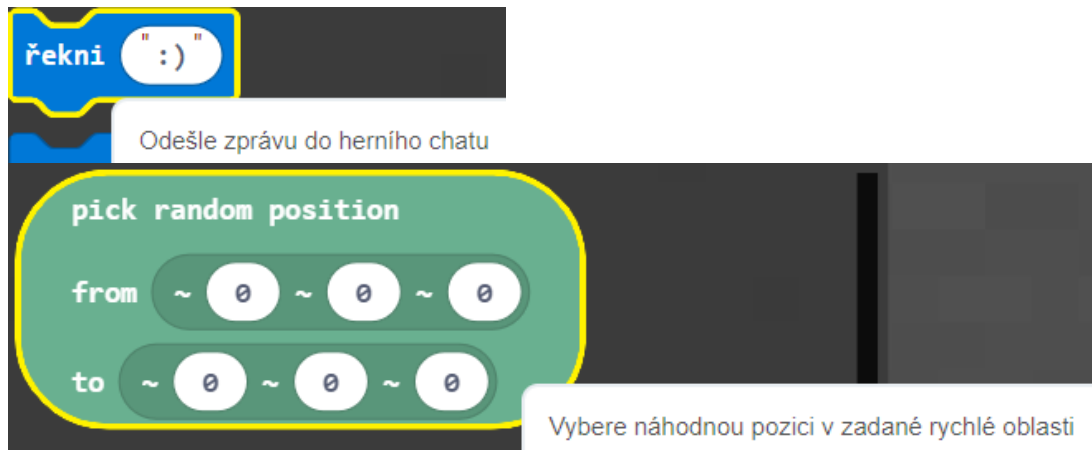 řekni ":)"
Odešle zprávu do herního chatu
pick random position
from ~ 0 ~ 0 ~ 0
to ~ 0 ~ 0 ~ 0
Vybere náhodnou pozici v zadané rychlé oblasti